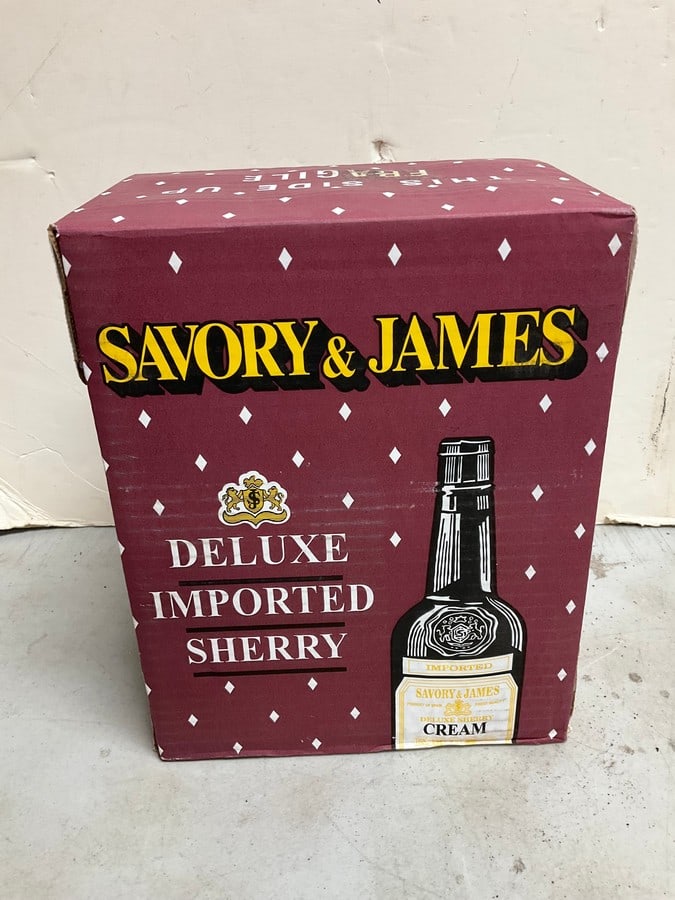 THIS SIDE UP
FRAGILE
SAVORY & JAMES
DELUXE
IMPORTED
SHERRY
IMPORTED
SAVORY & JAMES
DELUXE SHERRY
CREAM